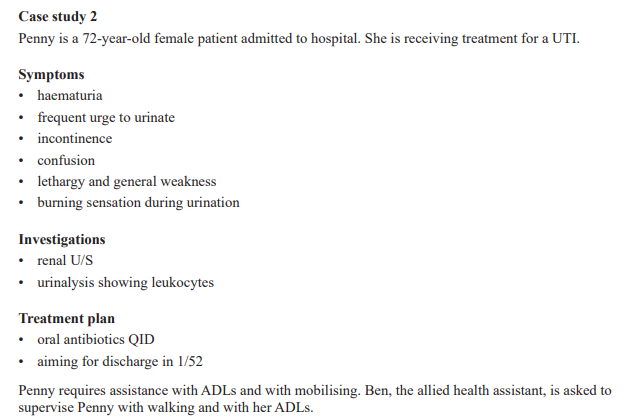 Case study 2
Penny is a 72-year-old female patient admitted to hospital. She is receiving treatment for a UTI.
Symptoms
• haematuria
• frequent urge to urinate
• incontinence
• confusion
• lethargy and general weakness
• burning sensation during urination
Investigations
• renal U/S
• urinalysis showing leukocytes
Treatment plan
• oral antibiotics QID
• aiming for discharge in 1/52
Penny requires assistance with ADLs and with mobilising. Ben, the allied health assistant, is asked to
supervise Penny with walking and with her ADLs.